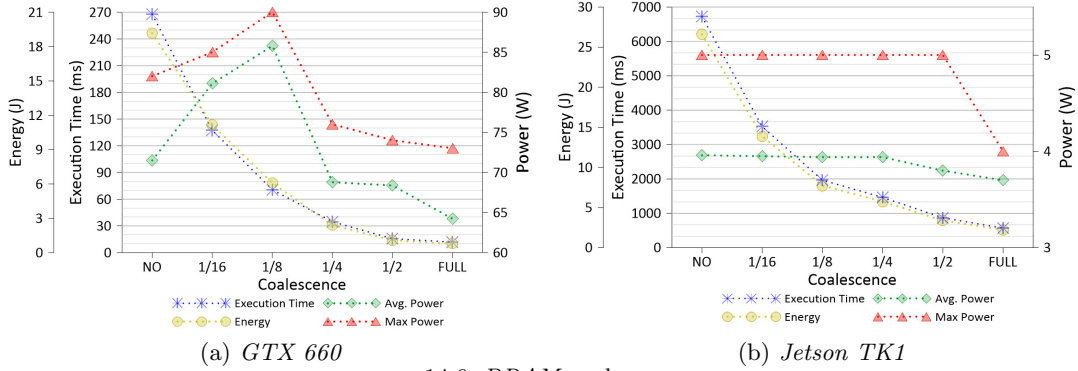 21 270 90 30 7000
18 240 85 25 6000 5
15 210 80 20 5000
12 180 75 15 4000 4
9 150 70 10 3000
6 120 65 5 2000
3 90 60 0 1000 3
0 60 0
30
0
Energy (J) Execution Time (ms) Power (W) Energy (J) Execution Time (ms) Power (W)
NO 1/16 1/8 1/4 1/2 FULL NO 1/16 1/8 1/4 1/2 FULL
Coalescence Coalescence
Execution Time Avg. Power Execution Time Avg. Power
Energy Max Power Energy Max Power
(a) GTX 660 (b) Jetson TK1